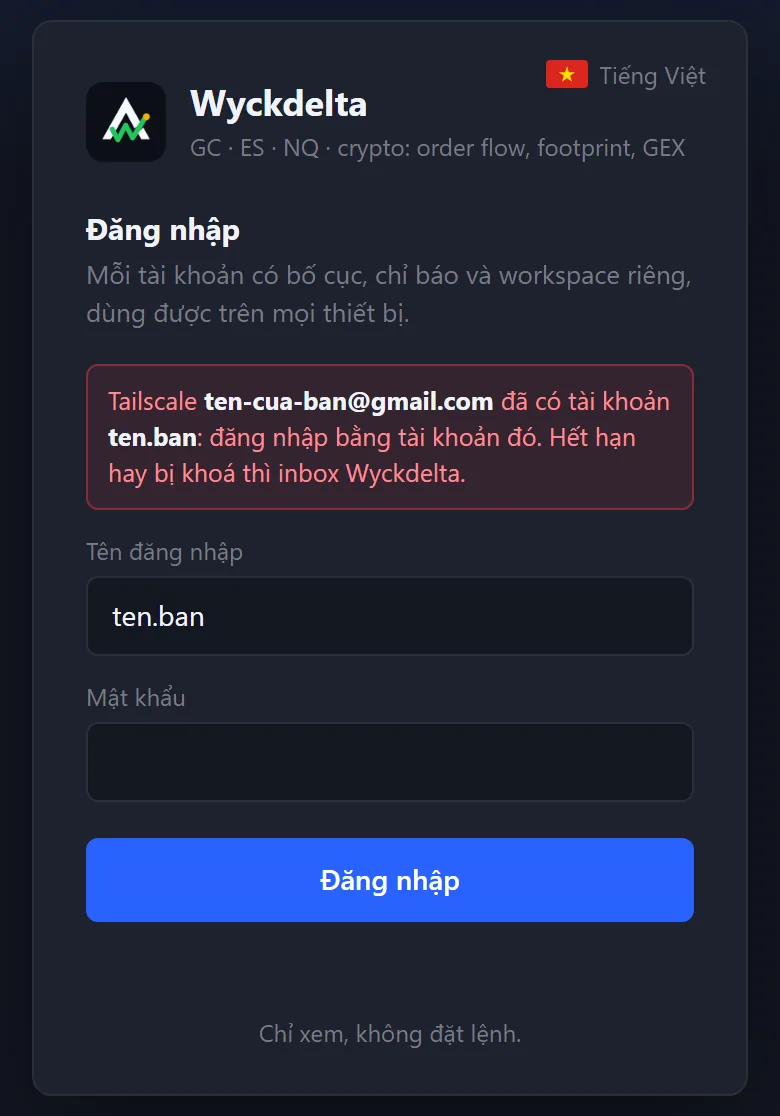 Tiếng Việt
Wyckdelta
GC · ES · NQ · crypto: order flow, footprint, GEX
Đăng nhập
Mỗi tài khoản có bố cục, chỉ báo và workspace riêng,
dùng được trên mọi thiết bị.
Tailscale ten-cua-ban@gmail.com đã có tài khoản
ten.ban: đăng nhập bằng tài khoản đó. Hết hạn
hay bị khoá thì inbox Wyckdelta.
Tên đăng nhập
ten.ban
Mật khẩu
Đăng nhập
Chỉ xem, không đặt lệnh.